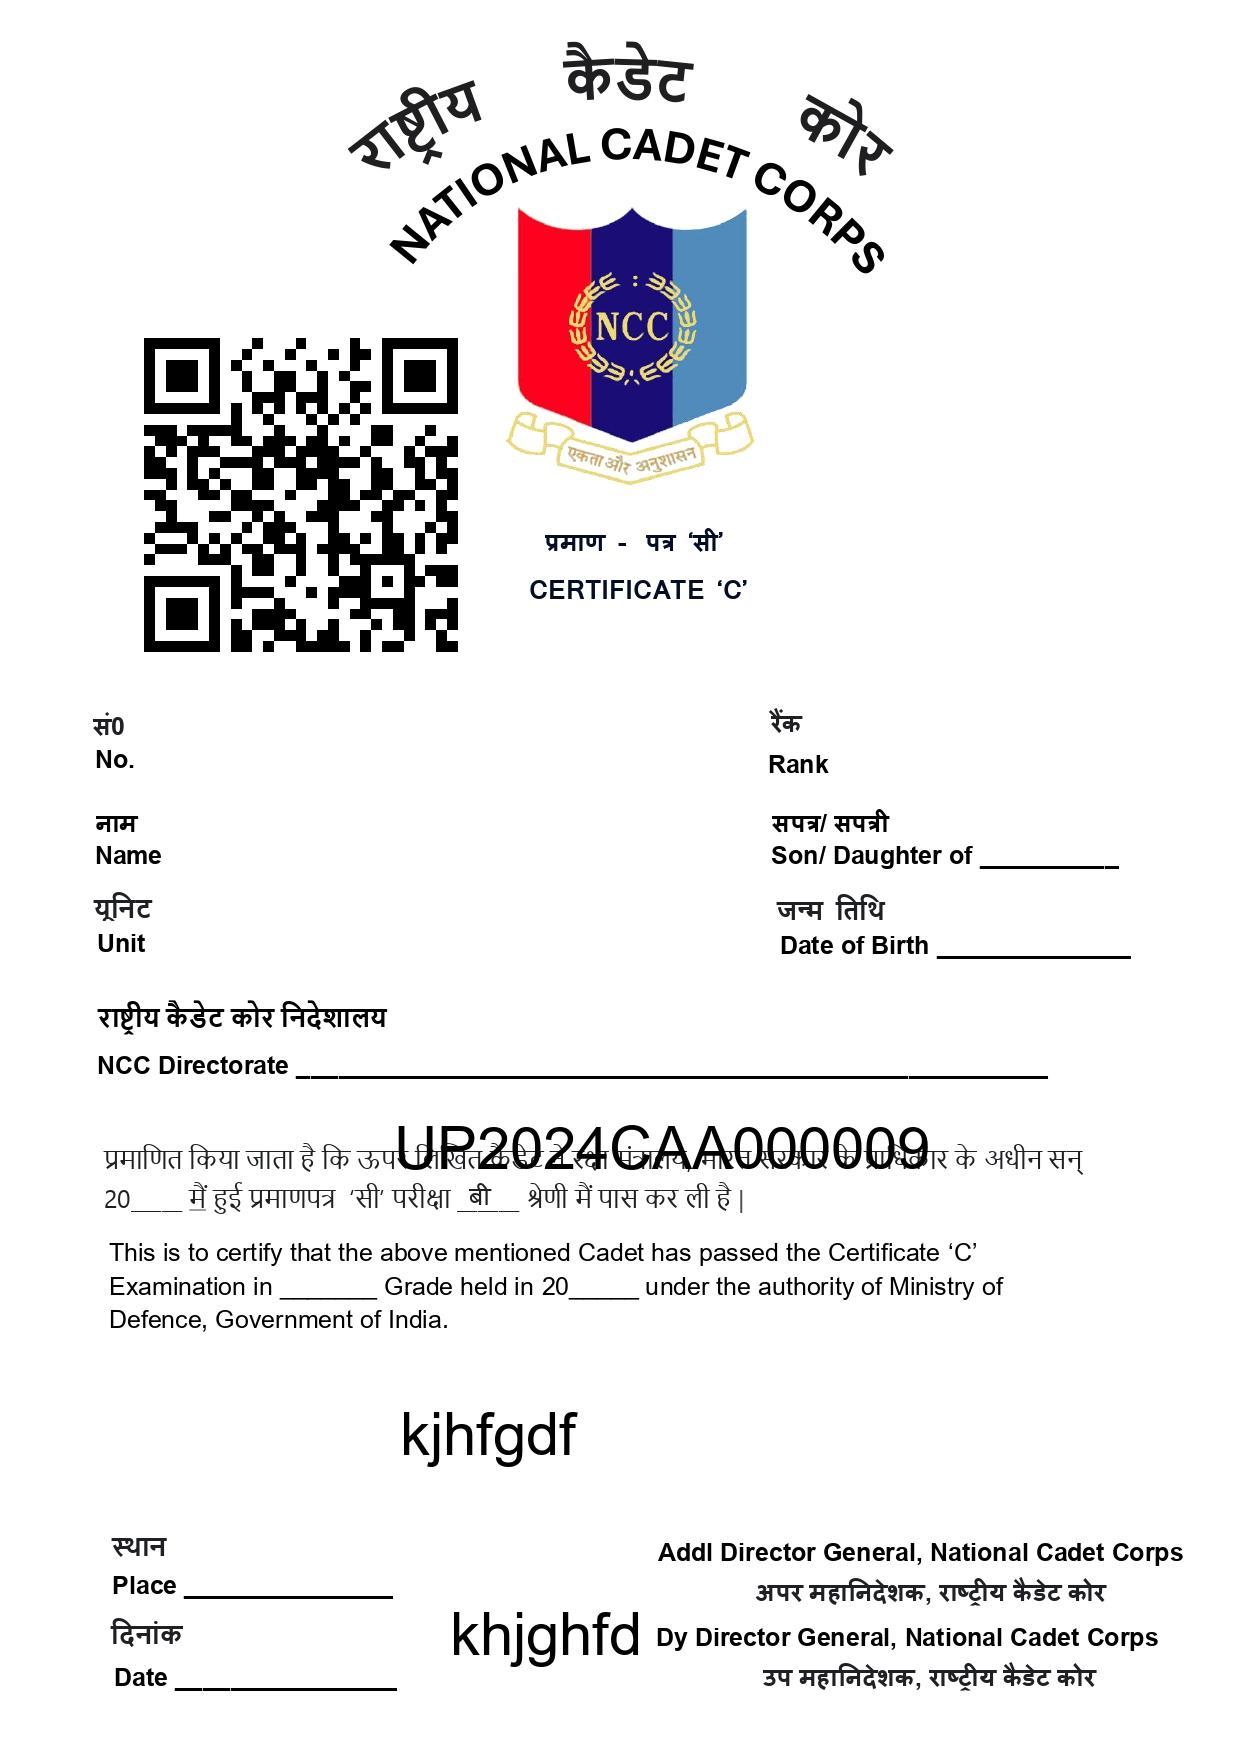 राष्ट्रीय कैडेट कोर
NATIONAL CADET CORPS
NCC
एकता और अनुशासन
प्रमाण - पत्र ‘सी’
CERTIFICATE ‘C’
सं0
No.
रैंक
Rank
नाम
Name
सपत्र/ सपत्री
Son/ Daughter of __________
यूनिट
Unit
जन्म तिथि
Date of Birth ______________
राष्ट्रीय कैडेट कोर निदेशालय
NCC Directorate ______________________________________________________
UP2024CAA000009
प्रमाणित किया जाता है कि ऊपर लिखित कैडेट ने रक्षा मंत्रालय, भारत सरकार के प्राधिकार के अधीन सन्
20____ मैं हुई प्रमाणपत्र ‘सी’ परीक्षा _बी__ श्रेणी मैं पास कर ली है |
This is to certify that the above mentioned Cadet has passed the Certificate ‘C’
Examination in _______ Grade held in 20_____ under the authority of Ministry of
Defence, Government of India.
kjhfgdf
स्थान
Place _______________
दिनांक
Date ________________
khjghfd
Addl Director General, National Cadet Corps
अपर महानिदेशक, राष्ट्रीय कैडेट कोर
Dy Director General, National Cadet Corps
उप महानिदेशक, राष्ट्रीय कैडेट कोर